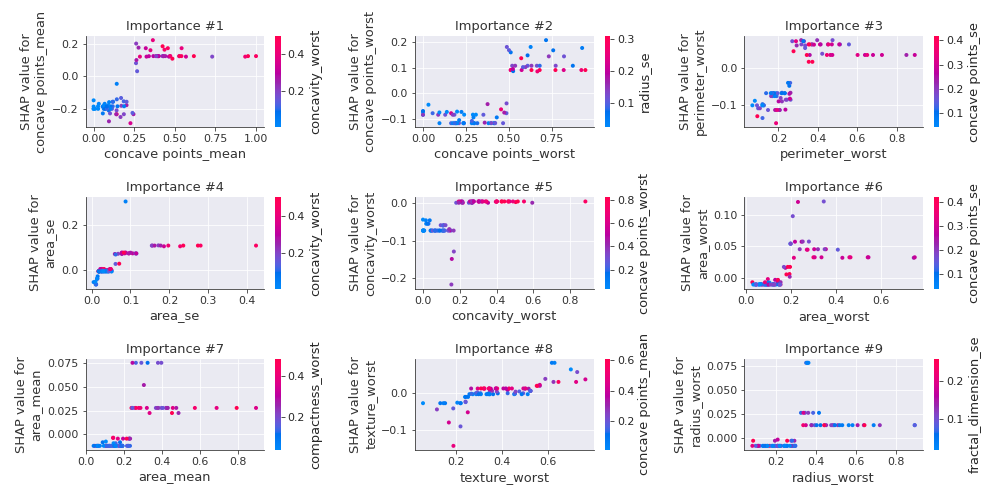 Importance #1
SHAP value for
concave points_mean
0.2
0.0
−0.2
0.00
0.25
0.50
0.75
1.00
concave points_mean
0.4
0.2
concavity_worst
Importance #2
SHAP value for
concave points_worst
0.2
0.1
0.0
−0.1
0.00
0.25
0.50
0.75
concave points_worst
0.3
0.2
0.1
radius_se
Importance #3
SHAP value for
perimeter_worst
0.0
−0.1
0.2
0.4
0.6
0.8
perimeter_worst
0.4
0.3
0.2
0.1
concave points_se
Importance #4
SHAP value for
area_se
0.2
0.0
0.0
0.2
0.4
area_se
0.4
0.2
concavity_worst
Importance #5
SHAP value for
concavity_worst
0.0
−0.1
−0.2
0.0
0.2
0.4
0.6
0.8
concavity_worst
0.8
0.6
0.4
0.2
concave points_worst
Importance #6
SHAP value for
area_worst
0.10
0.05
0.00
0.0
0.2
0.4
0.6
area_worst
0.4
0.3
0.2
0.1
concave points_se
Importance #7
SHAP value for
area_mean
0.075
0.050
0.025
0.000
0.0
0.2
0.4
0.6
0.8
area_mean
0.4
0.2
compactness_worst
Importance #8
SHAP value for
texture_worst
0.0
−0.1
0.2
0.4
0.6
texture_worst
0.6
0.4
0.2
concave points_mean
Importance #9
SHAP value for
radius_worst
0.075
0.050
0.025
0.000
0.2
0.4
0.6
0.8
radius_worst
0.2
0.1
fractal_dimension_se